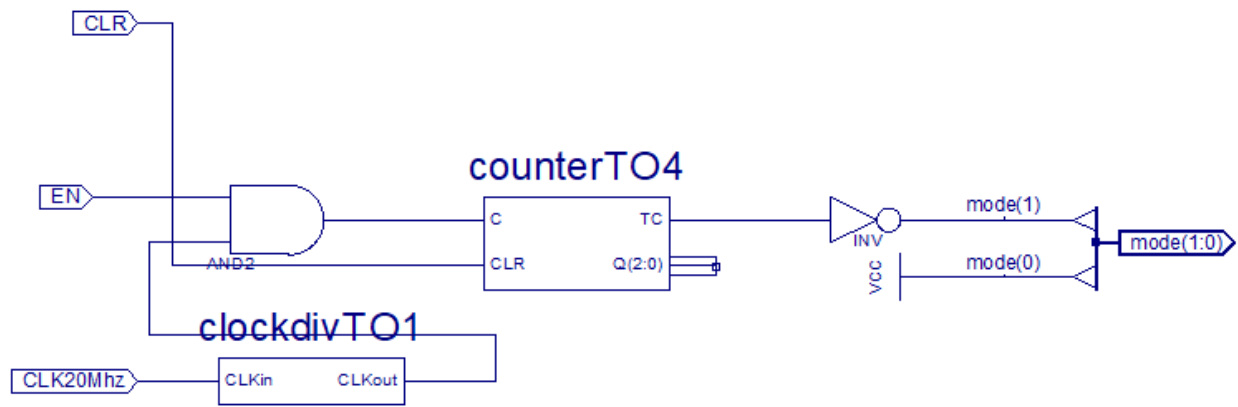 CLR
counterTO4
EN
C
TC
mode(1)
INV
mode(1:0)
AND2
CLR
Q(2:0)
VCC
mode(0)
clockdivTO1
CLK20Mhz
CLKin
CLKout